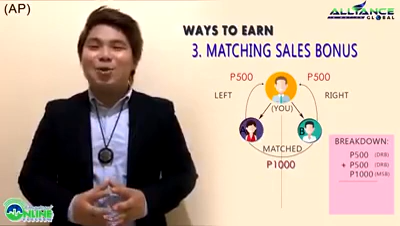 (AP)
ALLIANCE
GLOBAL
WAYS TO EARN
3. MATCHING SALES BONUS
P500 P500
LEFT RIGHT
(YOU)
A B
MATCHED
P1000
BREAKDOWN:
P500 (DRB)
+ P500 (DRB)
P1000 (MSB)
ONLINE